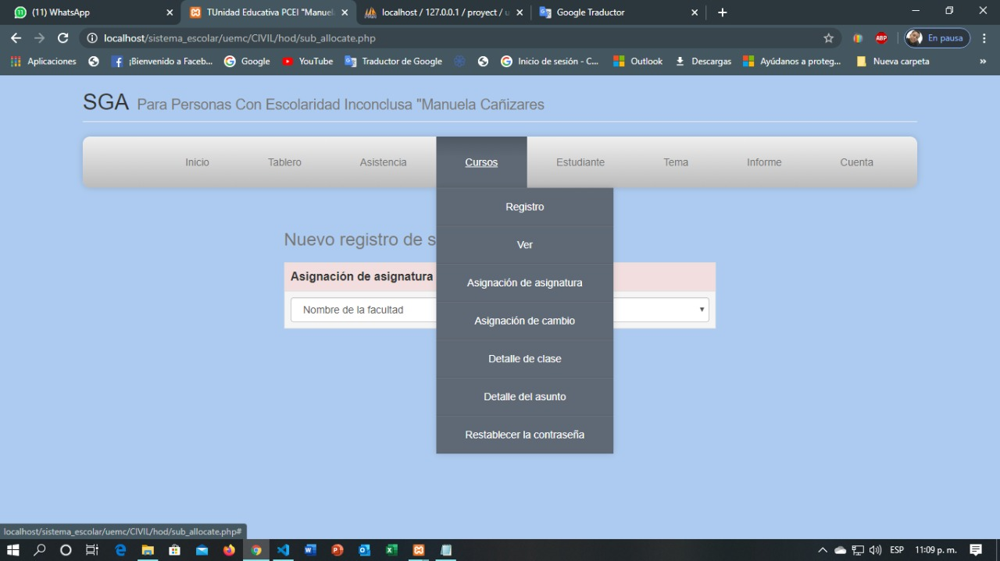 (11) WhatsApp
TUnidad Educativa PCEI "Manuel
localhost / 127.0.0.1 / proyect / u
Google Traductor
localhost/sistema_escolar/uemc/CIVIL/hod/sub_allocate.php
ABP
En pausa
Aplicaciones
¡Bienvenido a Faceb...
Google
YouTube
Traductor de Google
Inicio de sesión - C...
Outlook
Descargas
Ayúdanos a proteg...
Nueva carpeta
»
SGA Para Personas Con Escolaridad Inconclusa "Manuela Cañizares
Inicio
Tablero
Asistencia
Cursos
Estudiante
Tema
Informe
Cuenta
Registro
Ver
Asignación de asignatura
Asignación de cambio
Detalle de clase
Detalle del asunto
Restablecer la contraseña
Nuevo registro de s
Asignación de asignatura
Nombre de la facultad
localhost/sistema_escolar/uemc/CIVIL/hod/sub_allocate.php#
ESP
11:09 p. m.